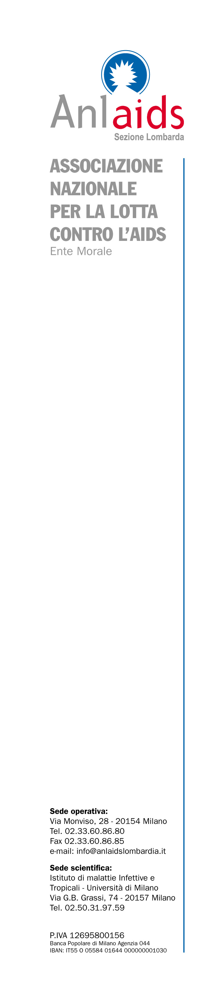 Anlaids
Sezione Lombarda
ASSOCIAZIONE
NAZIONALE
PER LA LOTTA
CONTRO L’AIDS
Ente Morale
Sede operativa:
Via Monviso, 28 - 20154 Milano
Tel. 02.33.60.86.80
Fax 02.33.60.86.85
e-mail: info@anlaidslombardia.it
Sede scientifica:
Istituto di malattie Infettive e
Tropicali - Università di Milano
Via G.B. Grassi, 74 - 20157 Milano
Tel. 02.50.31.97.59
P.IVA 12695800156
Banca Popolare di Milano Agenzia 044
IBAN: IT55 O 05584 01644 000000001030